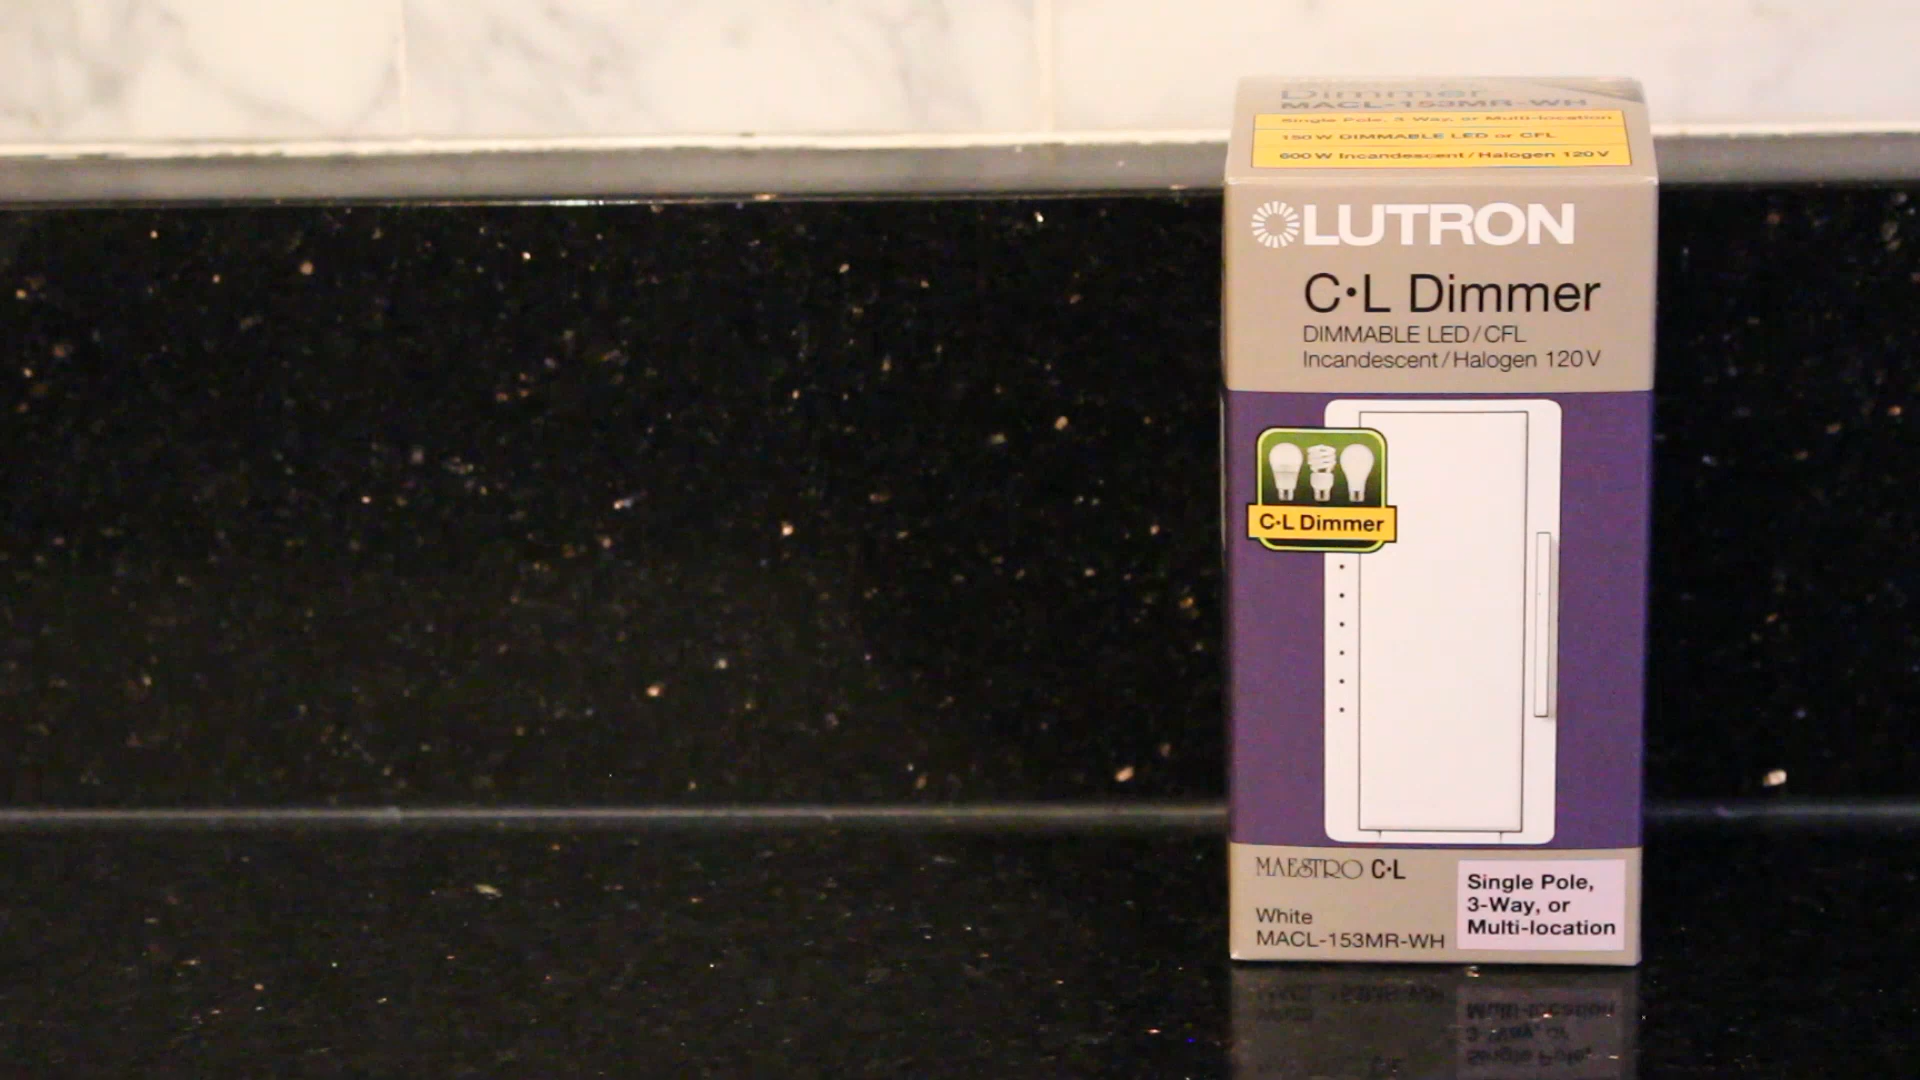 Dimmer
MACL-153MR-WH
Single Pole, 3 Way, or Multi-location
150 W DIMMABLE LED or CFL
600 W Incandescent / Halogen 120 V
LUTRON
C·L Dimmer
DIMMABLE LED / CFL
Incandescent / Halogen 120 V
C·L Dimmer
MAESTRO C·L
White
MACL-153MR-WH
Single Pole,
3-Way, or
Multi-location